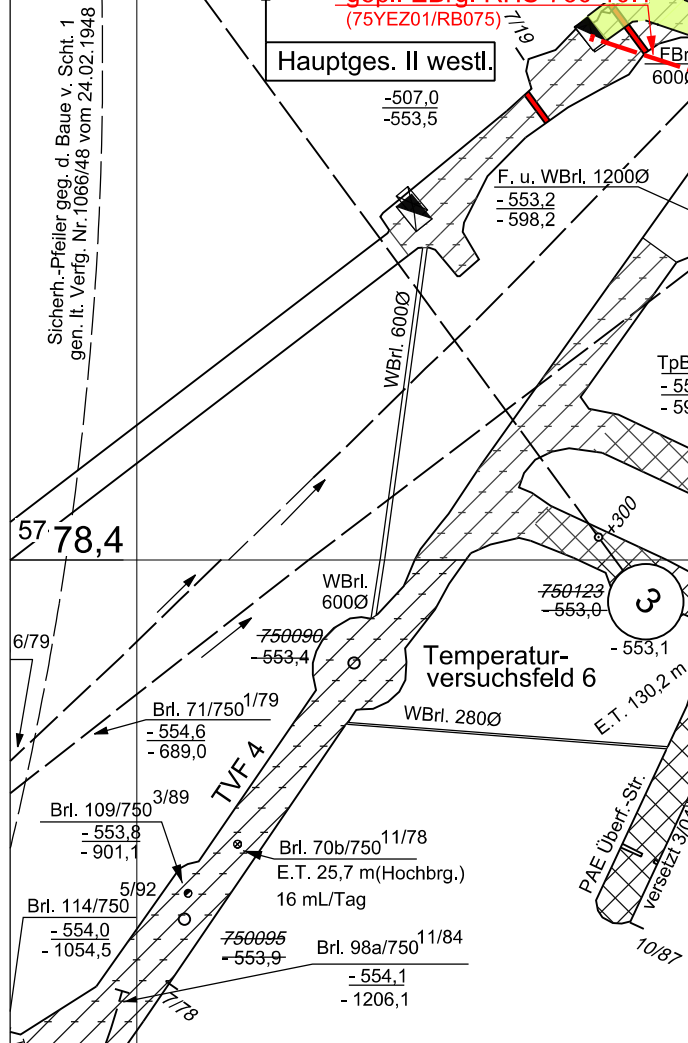 (75YEZ01/RB075)
7/19
Hauptges. II westl.
-507,0
-553,5
600Ø
F. u. WBrl. 1200Ø
- 553,2
- 598,2
Sicherh.-Pfeiler geg. d. Baue v. Scht. 1
gen. lt. Verfg. Nr.1066/48 vom 24.02.1948
WBrl. 600Ø
+300
57 78,4
WBrl.
600Ø
750123
- 553,0
3
- 553,1
750090
- 553,4
6/79
Temperatur-
versuchsfeld 6
E.T. 130,2 m
Brl. 71/750 1/79
- 554,6
- 689,0
WBrl. 280Ø
TVF 4
Brl. 109/750 3/89
- 553,8
- 901,1
Brl. 70b/750 11/78
E.T. 25,7 m(Hochbrg.)
16 mL/Tag
PAE Überf.-Str.
5/92
Brl. 114/750
- 554,0
- 1054,5
750095
- 553,9
Brl. 98a/750 11/84
- 554,1
- 1206,1
10/87
7/78